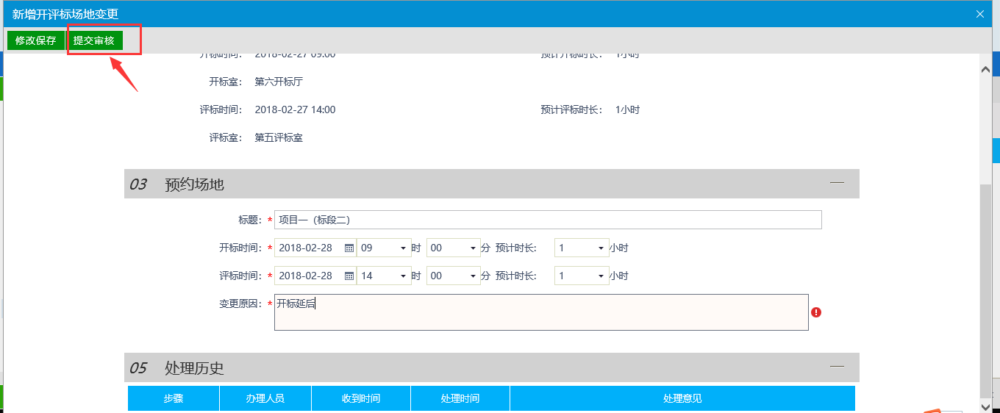 新增开评标场地变更
修改保存 提交审核
开标时间： 2018-02-27 09:00 预计开标时长： 1小时
开标室： 第六开标厅
评标时间： 2018-02-27 14:00 预计评标时长： 1小时
评标室： 第五评标室
03 预约场地
标题：* 项目一（标段二）
开标时间：* 2018-02-28 09 时 00 分 预计时长： 1 小时
评标时间：* 2018-02-28 14 时 00 分 预计时长： 1 小时
变更原因：* 开标延后
05 处理历史
步骤 办理人员 收到时间 处理时间 处理意见